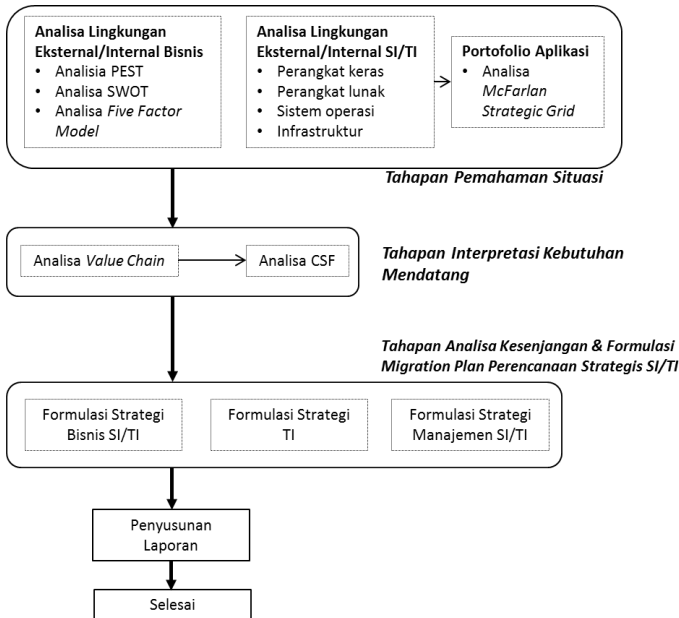 Analisa Lingkungan
Eksternal/Internal Bisnis
• Analisia PEST
• Analisa SWOT
• Analisa Five Factor
Model
Analisa Lingkungan
Eksternal/Internal SI/TI
• Perangkat keras
• Perangkat lunak
• Sistem operasi
• Infrastruktur
Portofolio Aplikasi
• Analisa
McFarlan
Strategic Grid
Tahapan Pemahaman Situasi
Analisa Value Chain
Analisa CSF
Tahapan Interpretasi Kebutuhan
Mendatang
Tahapan Analisa Kesenjangan & Formulasi
Migration Plan Perencanaan Strategis SI/TI
Formulasi Strategi
Bisnis SI/TI
Formulasi Strategi
TI
Formulasi Strategi
Manajemen SI/TI
Penyusunan
Laporan
Selesai